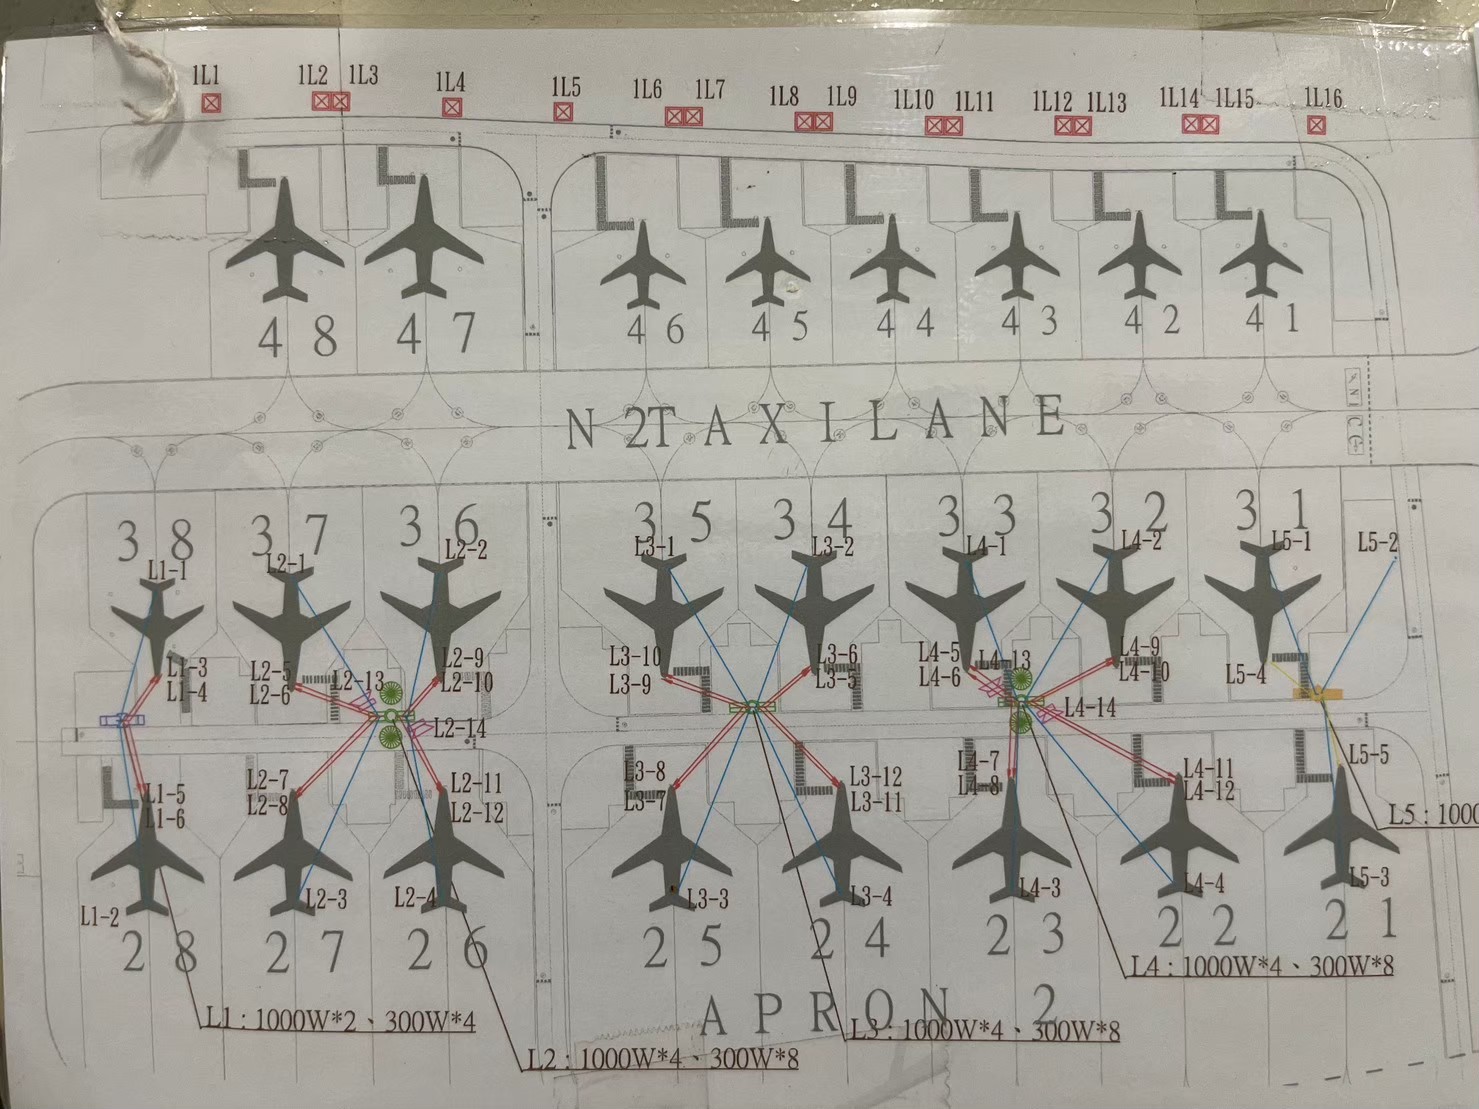 1L1 1L2 1L3 1L4 1L5 1L6 1L7 1L8 1L9 1L10 1L11 1L12 1L13 1L14 1L15 1L16
48 47 46 45 44 43 42 41
N2 TAXILANE
38 37 36 35 34 33 32 31
L1-1 L2-1 L2-2 L3-1 L3-2 L4-1 L4-2 L5-1 L5-2
L1-3 L2-5 L2-13 L2-9 L3-10 L3-6 L4-5 L4-13 L4-9 L5-4
L1-4 L2-6 L2-10 L3-9 L3-5 L4-6 L4-10
L2-14 L4-14
L1-5 L2-7 L2-11 L3-8 L3-12 L4-7 L4-11 L5-5
L1-6 L2-8 L2-12 L3-7 L3-11 L4-8 L4-12
L5 : 1000
L1-2 L2-3 L2-4 L3-3 L3-4 L4-3 L4-4 L5-3
28 27 26 25 24 23 22 21
L4 : 1000W*4、300W*8
APRON 2
L1 : 1000W*2、300W*4
L3 : 1000W*4、300W*8
L2 : 1000W*4、300W*8